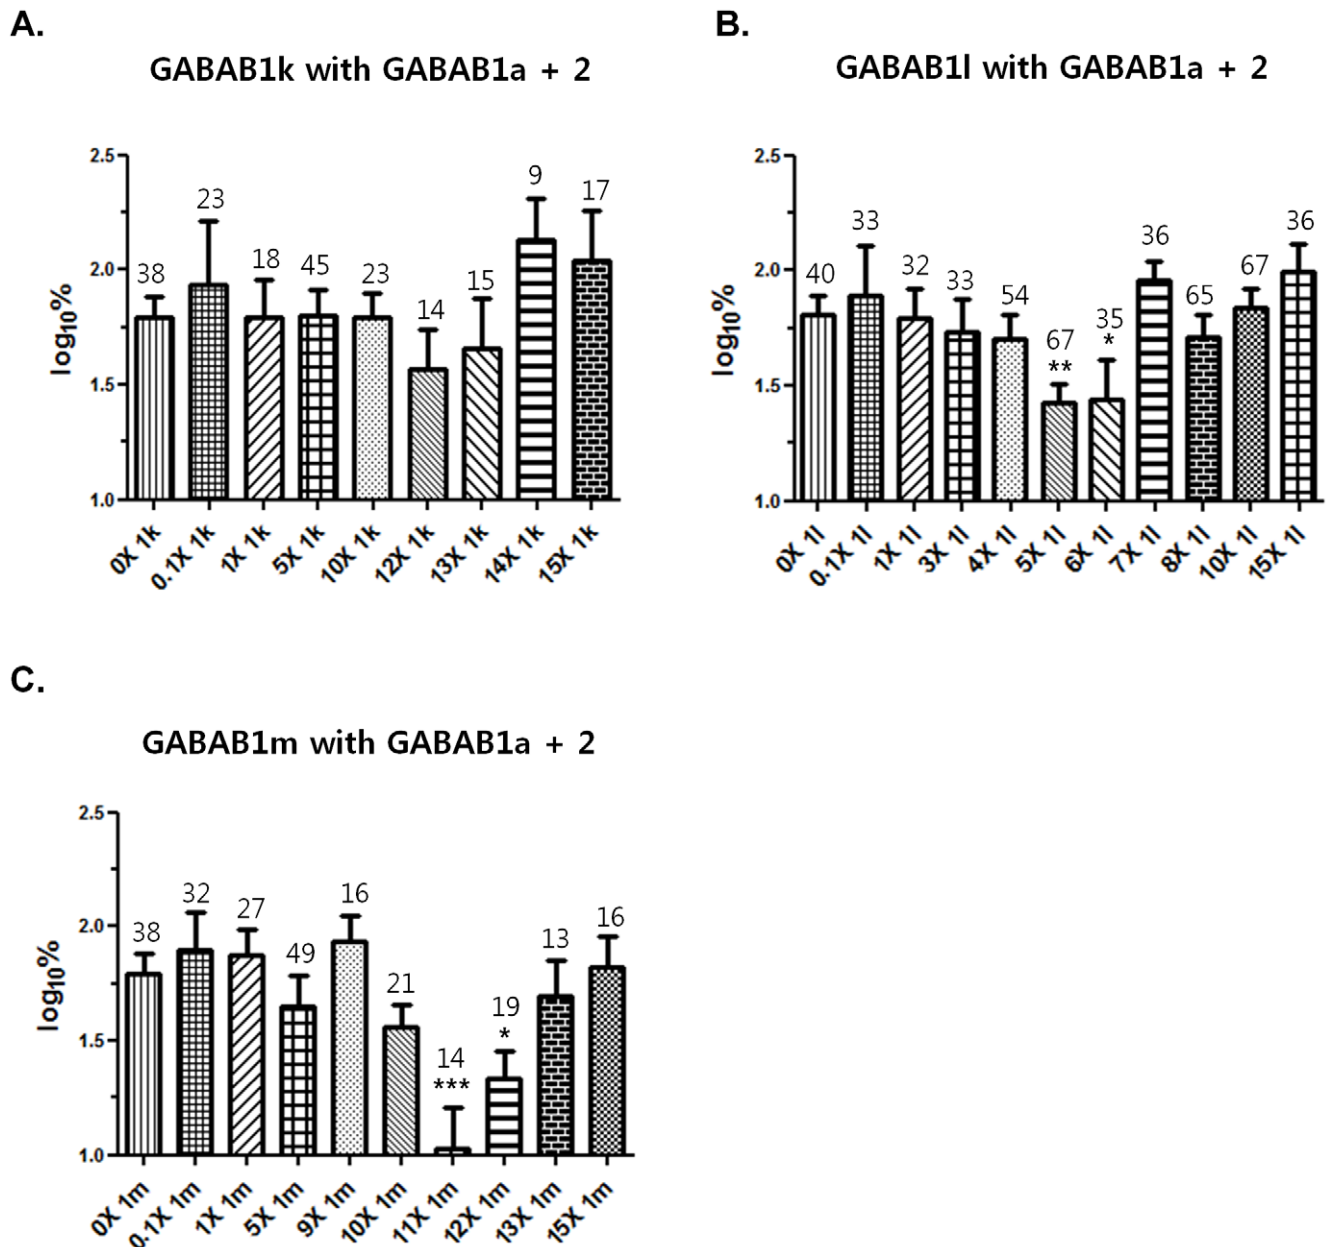 A.
GABAB1k with GABAB1a + 2
2.5
2.0
1.5
1.0
log10%
38
23
18
45
23
14
15
9
17
0X 1k
0.1X 1k
1X 1k
5X 1k
10X 1k
12X 1k
13X 1k
14X 1k
15X 1k
B.
GABAB1l with GABAB1a + 2
2.5
2.0
1.5
1.0
log10%
40
33
32
33
54
67
**
35
*
36
65
67
36
0X 1l
0.1X 1l
1X 1l
3X 1l
4X 1l
5X 1l
6X 1l
7X 1l
8X 1l
10X 1l
15X 1l
C.
GABAB1m with GABAB1a + 2
2.5
2.0
1.5
1.0
log10%
38
32
27
49
16
21
14
***
19
*
13
16
0X 1m
0.1X 1m
1X 1m
5X 1m
9X 1m
10X 1m
11X 1m
12X 1m
13X 1m
15X 1m